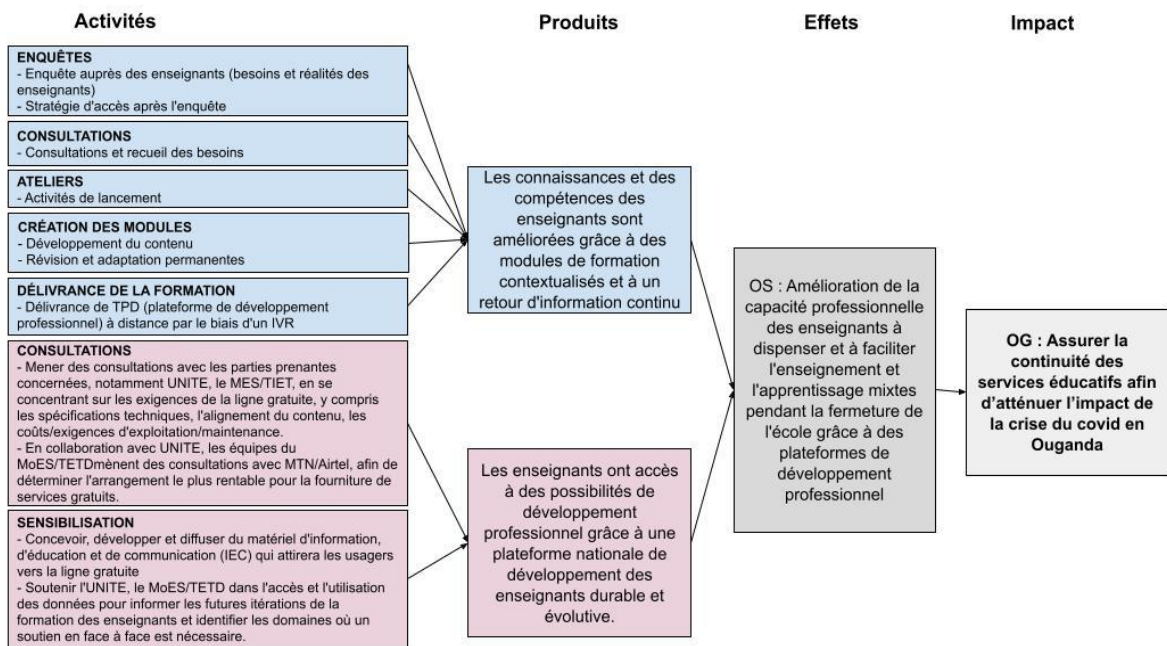 Activités
Produits
Effets
Impact
ENQUÊTES
- Enquête auprès des enseignants (besoins et réalités des
enseignants)
- Stratégie d'accès après l'enquête
CONSULTATIONS
- Consultations et recueil des besoins
ATELIERS
- Activités de lancement
CRÉATION DES MODULES
- Développement du contenu
- Révision et adaptation permanentes
DÉLIVRANCE DE LA FORMATION
- Délivrance de TPD (plateforme de développement
professionnel) à distance par le biais d'un IVR
CONSULTATIONS
- Mener des consultations avec les parties prenantes
concernées, notamment UNITE, le MES/TIET, en se
concentrant sur les exigences de la ligne gratuite, y compris
les spécifications techniques, l'alignement du contenu, les
coûts/exigences d'exploitation/maintenance.
- En collaboration avec UNITE, les équipes du
MoES/TETDmènent des consultations avec MTN/Airtel, afin de
déterminer l'arrangement le plus rentable pour la fourniture de
services gratuits.
SENSIBILISATION
- Concevoir, développer et diffuser du matériel d'information,
d'éducation et de communication (IEC) qui attirera les usagers
vers la ligne gratuite
- Soutenir l'UNITE, le MoES/TETD dans l'accès et l'utilisation
des données pour informer les futures itérations de la
formation des enseignants et identifier les domaines où un
soutien en face à face est nécessaire.
Les connaissances et des
compétences des
enseignants sont
améliorées grâce à des
modules de formation
contextualisés et à un
retour d'information continu
Les enseignants ont accès
à des possibilités de
développement
professionnel grâce à une
plateforme nationale de
développement des
enseignants durable et
évolutive.
OS : Amélioration de la
capacité professionnelle
des enseignants à
dispenser et à faciliter
l'enseignement et
l'apprentissage mixtes
pendant la fermeture de
l'école grâce à des
plateformes de
développement
professionnel
OG : Assurer la
continuité des
services éducatifs afin
d’atténuer l’impact de
la crise du covid en
Ouganda